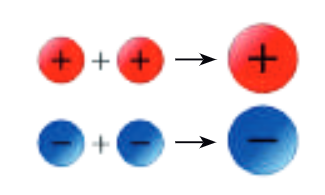 + + + → +
− + − → −